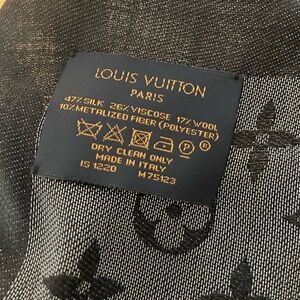 LOUIS VUITTON
PARIS
47% SILK 26% VISCOSE 17% WOOL
10% METALIZED FIBER (POLYESTER)
DRY CLEAN ONLY
MADE IN ITALY
IS 1220 M75123